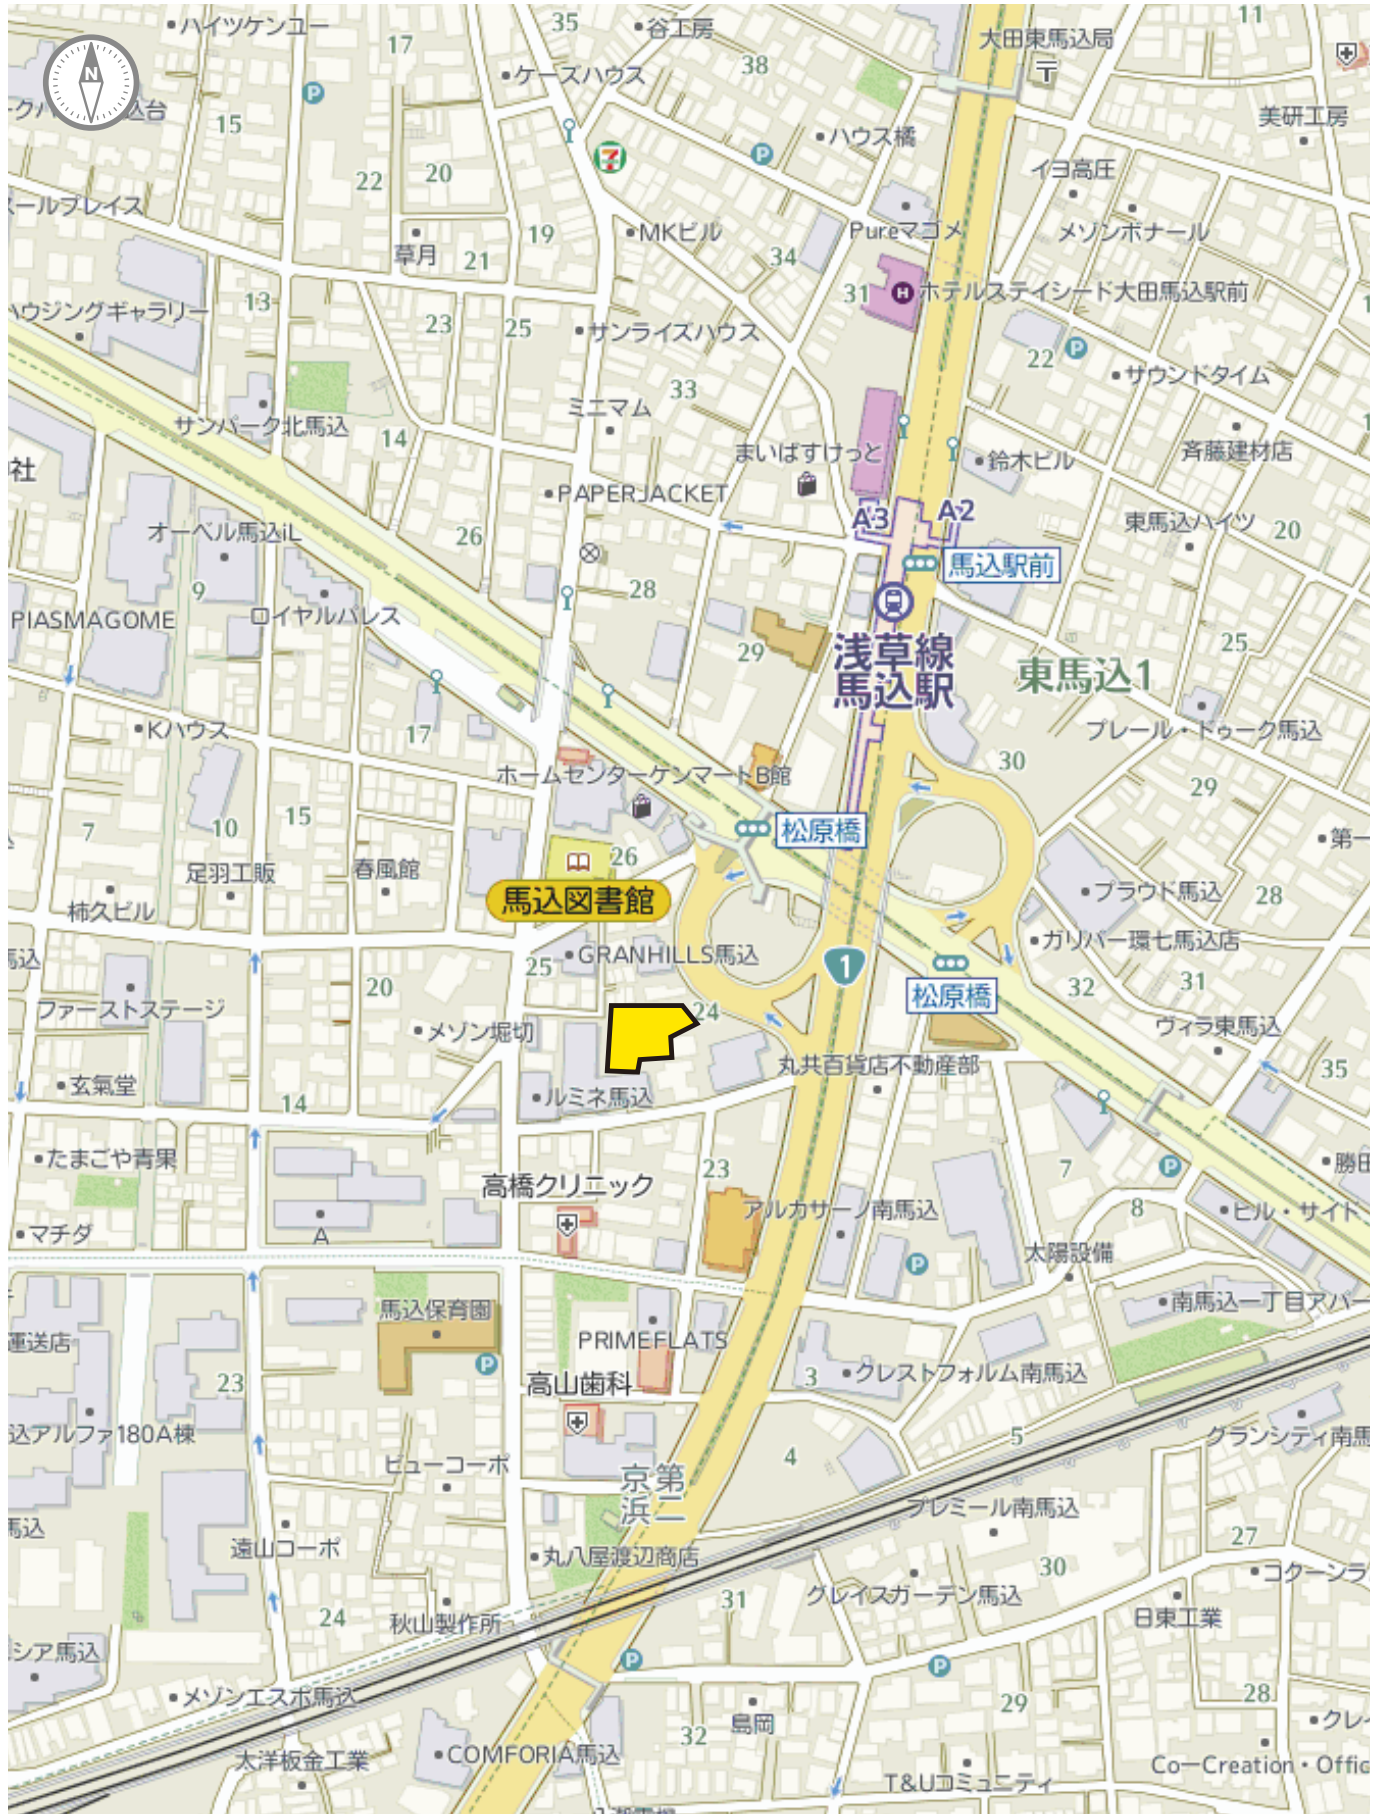 ハイツケンユー
35
谷工房
大田東馬込局
11
17
ケーズハウス
38
N
15
ハウス橘
美研工房
22
20
イヨ高圧
ールプレイス
19
MKビル
Pureマゴメ
メゾンボナール
草月
21
34
13
31
H
ホテルステイシード大田馬込駅前
ハウジングギャラリー
23
25
サンライズハウス
22
サウンドタイム
33
ミニマム
サンパーク北馬込
14
まいばすけっと
鈴木ビル
斉藤建材店
社
PAPERJACKET
A3
A2
オーベル馬込iL
26
東馬込ハイツ
20
馬込駅前
9
28
ロイヤルパレス
PIASMAGOME
29
浅草線
馬込駅
東馬込1
25
Kハウス
17
プレール・ドゥーク馬込
30
ホームセンターケンマートB館
29
7
10
15
松原橋
第一
26
足羽工販
春風館
馬込図書館
プラウド馬込
28
柿久ビル
GRANHILLS馬込
ガリバー環七馬込店
馬込
25
1
20
松原橋
32
31
ファーストステージ
メゾン堀切
24
ヴィラ東馬込
丸共百貨店不動産部
35
玄氣堂
14
ルミネ馬込
たまごや青果
23
7
勝田
高橋クリニック
8
マチダ
A
アルカサーノ南馬込
ビル・サイド
太陽設備
馬込保育園
南馬込一丁目アパー
運送店
PRIMEFLATS
23
高山歯科
3
クレストフォルム南馬込
込アルファ180A棟
5
グランシティ南馬
ビューコーポ
4
第二
京浜
プレミール南馬込
馬込
27
遠山コーポ
丸八屋渡辺商店
30
コクーンラ
24
31
グレイスガーデン馬込
秋山製作所
日東工業
シア馬込
メゾンエスポ馬込
29
28
32
島岡
クレイ
太洋板金工業
COMFORIA馬込
Co-Creation・Offic
T&Uコミュニティ